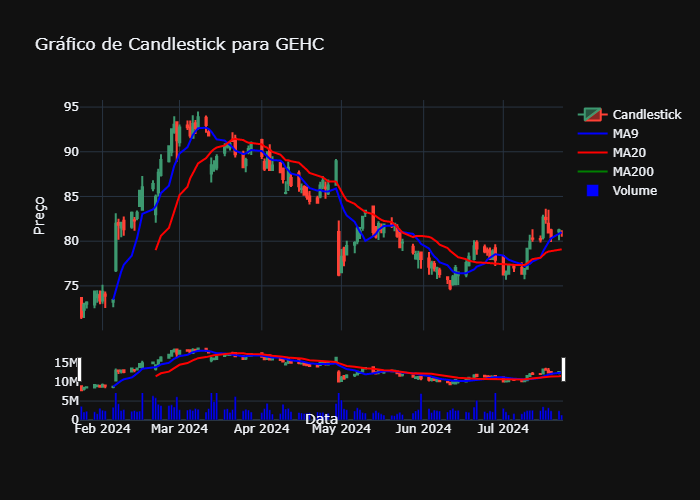 Gráfico de Candlestick para GEHC
95
90
85
80
75
Preço
Candlestick
MA9
MA20
MA200
Volume
15M
10M
5M
0
Data
Feb 2024
Mar 2024
Apr 2024
May 2024
Jun 2024
Jul 2024